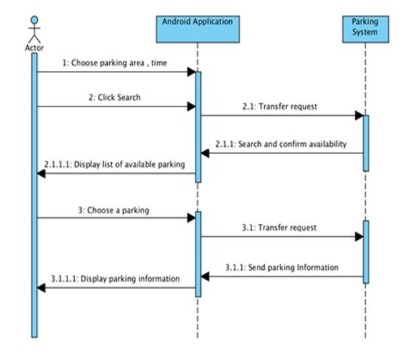 Android Application
Parking
System
Actor
1: Choose parking area , time
2: Click Search
2.1: Transfer request
2.1.1: Search and confirm availability
2.1.1.1: Display list of available parking
3: Choose a parking
3.1: Transfer request
3.1.1: Send parking Information
3.1.1.1: Display parking information